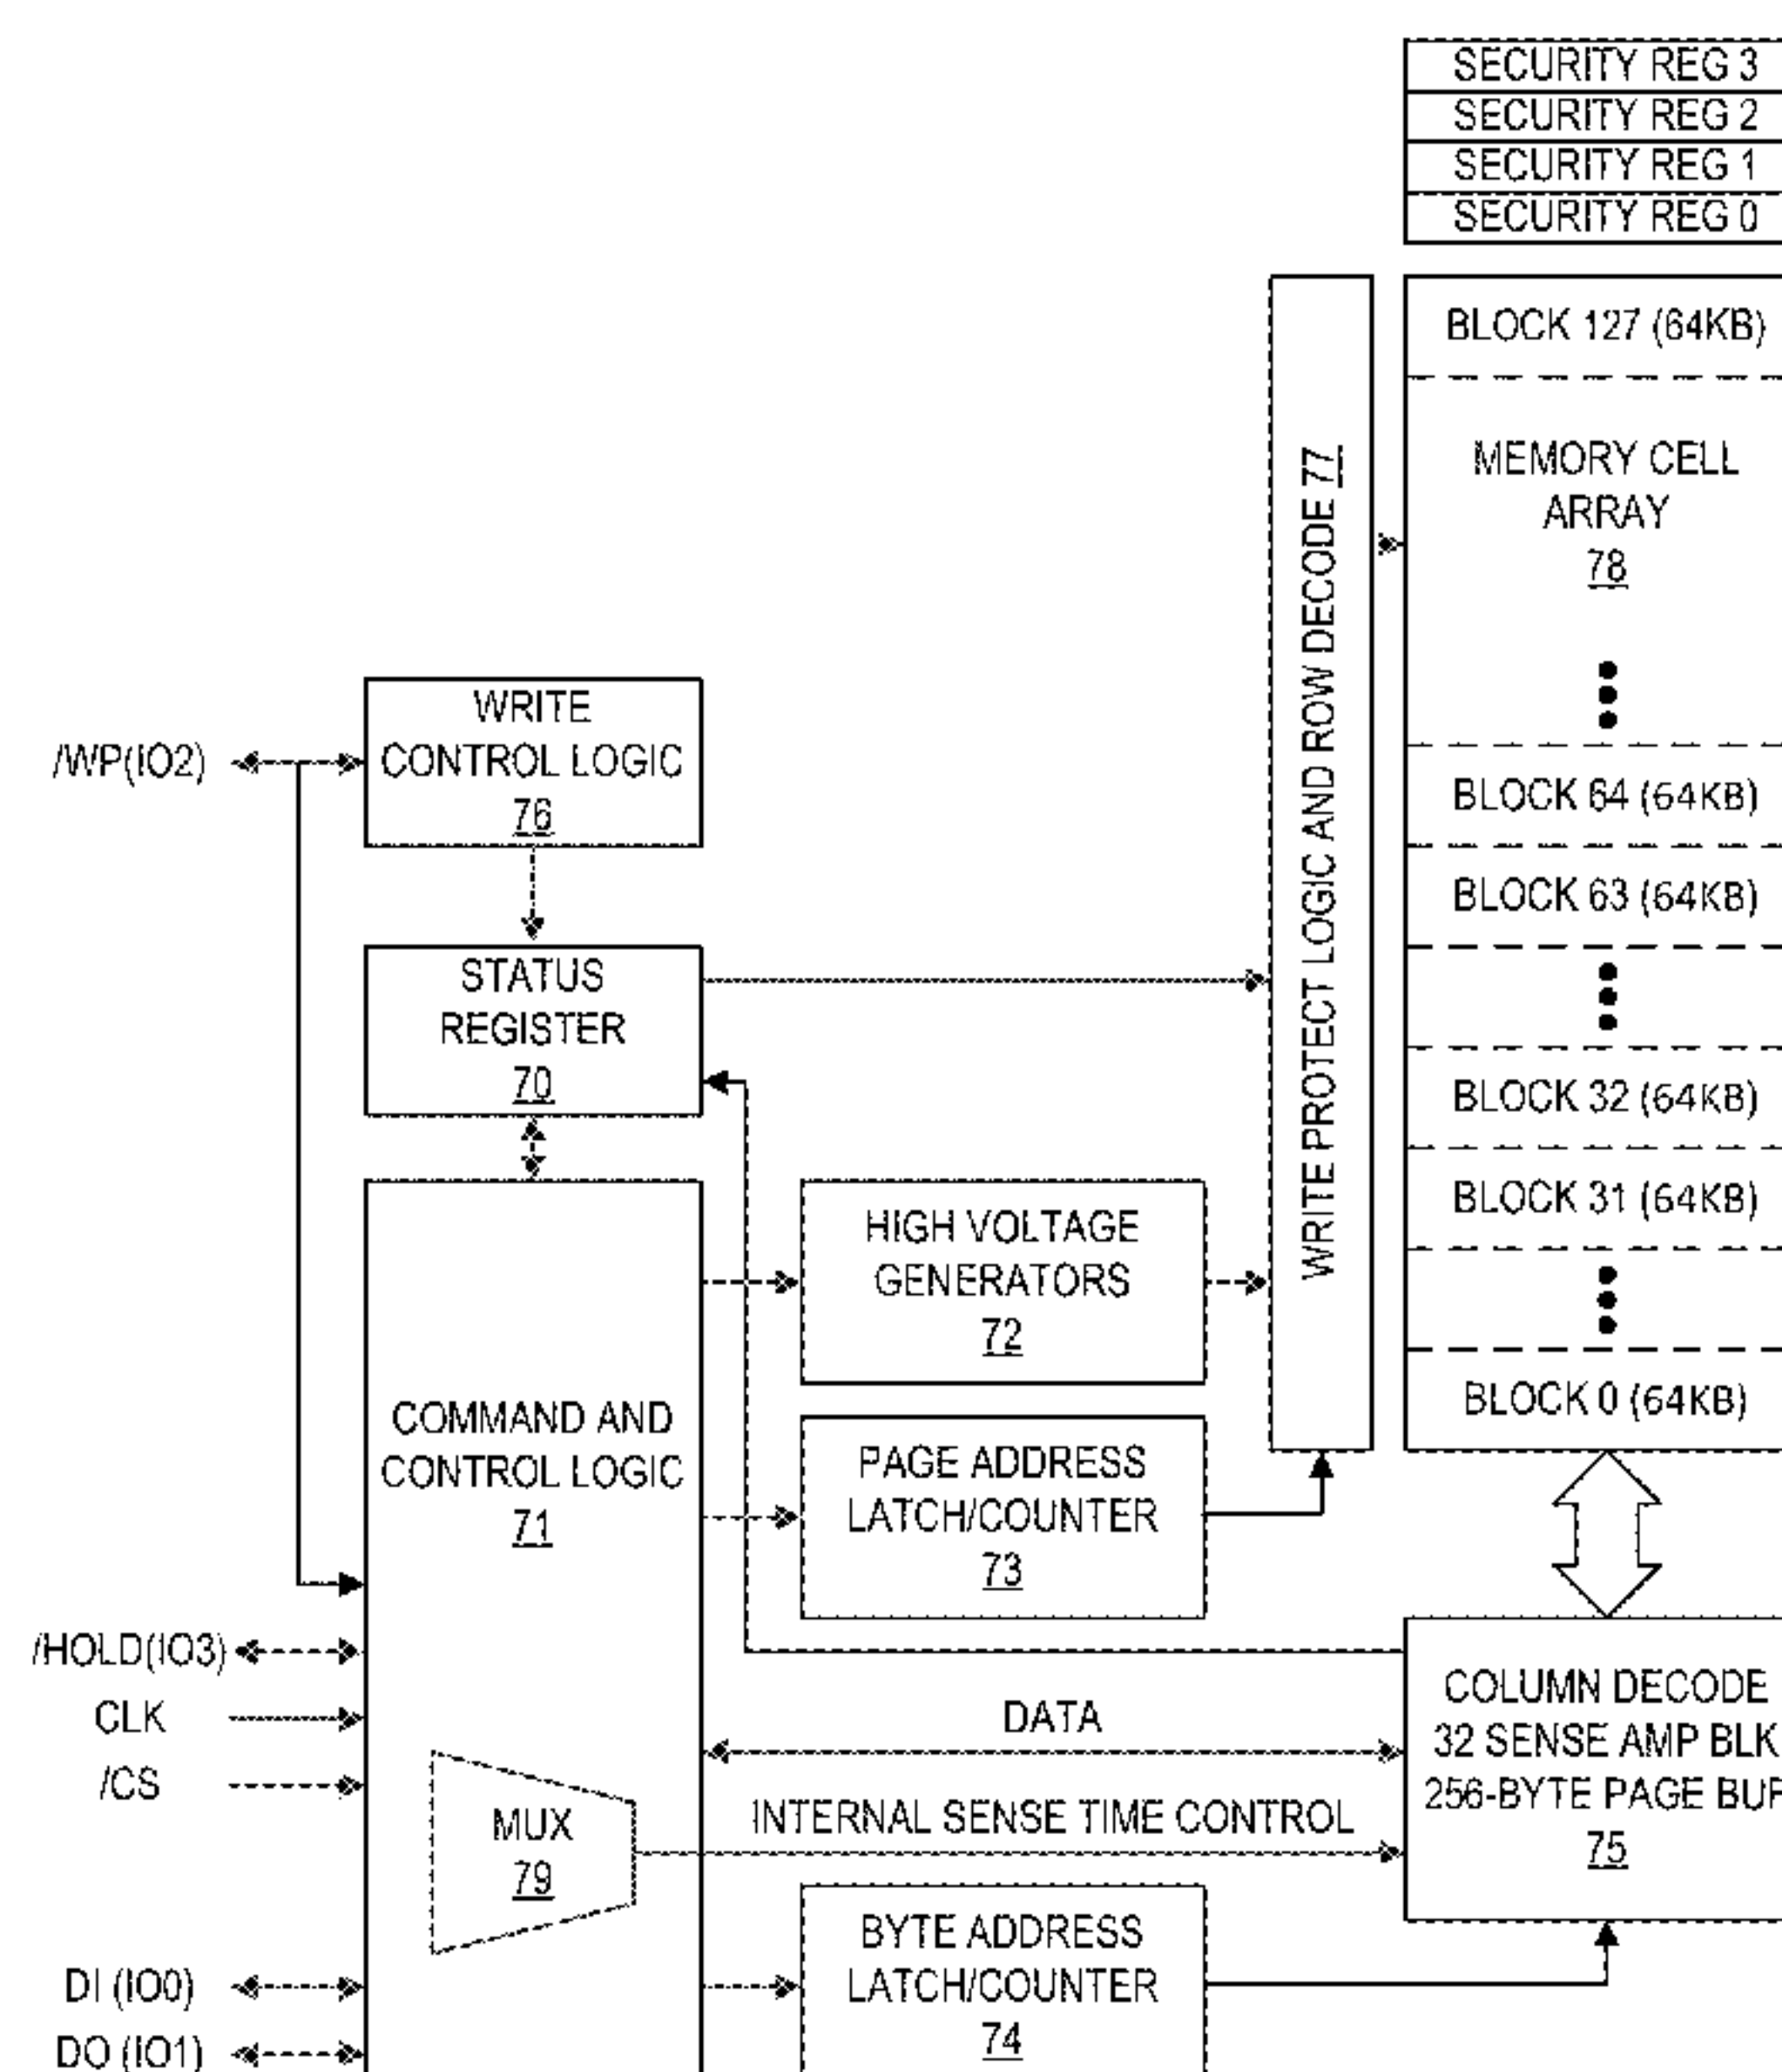 SECURITY REG 3
SECURITY REG 2
SECURITY REG 1
SECURITY REG 0
BLOCK 127 (64KB)
MEMORY CELL
ARRAY
78
BLOCK 64 (64KB)
BLOCK 63 (64KB)
BLOCK 32 (64KB)
BLOCK 31 (64KB)
BLOCK 0 (64KB)
WRITE PROTECT LOGIC AND ROW DECODE 77
WRITE
CONTROL LOGIC
76
/WP(IO2)
STATUS
REGISTER
70
HIGH VOLTAGE
GENERATORS
72
COMMAND AND
CONTROL LOGIC
71
PAGE ADDRESS
LATCH/COUNTER
73
/HOLD(IO3)
CLK
/CS
DATA
COLUMN DECODE
32 SENSE AMP BLK
256-BYTE PAGE BUF
75
MUX
79
INTERNAL SENSE TIME CONTROL
BYTE ADDRESS
LATCH/COUNTER
74
DI (IO0)
DO (IO1)